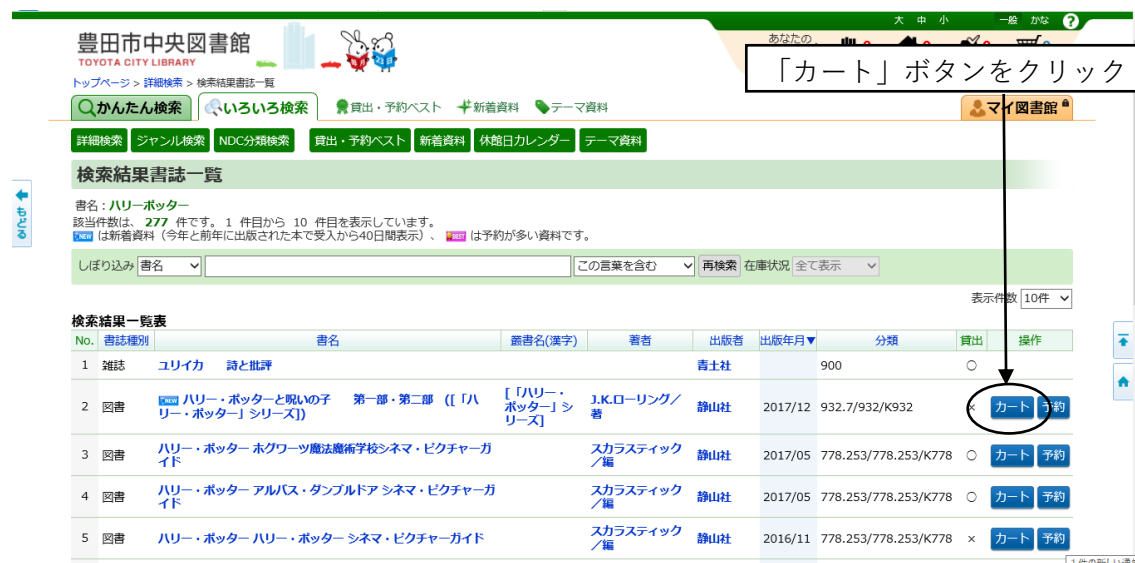 大 中 小 一般 かな ?
豊田市中央図書館
TOYOTA CITY LIBRARY
あなたの
「カート」ボタンをクリック
トップページ > 詳細検索 > 検索結果書誌一覧
かんたん検索 いろいろ検索 貸出・予約ベスト 新着資料 テーマ資料 マイ図書館
詳細検索 ジャンル検索 NDC分類検索 貸出・予約ベスト 新着資料 休館日カレンダー テーマ資料
検索結果書誌一覧
もどる
書名：ハリーポッター
該当件数は、 277 件です。 1 件目から 10 件目を表示しています。
NEW は新着資料（今年と前年に出版された本で受入から40日間表示）、 BEST は予約が多い資料です。
しぼり込み 書名 この言葉を含む 再検索 在庫状況 全て表示
表示件数 10件
検索結果一覧表
No. 書誌種別 書名 叢書名(漢字) 著者 出版者 出版年月▼ 分類 貸出 操作
1 雑誌 ユリイカ 詩と批評 青土社 900 ○
2 図書 NEW ハリー・ポッターと呪いの子 第一部・第二部 ([「ハ
リー・ポッター」シリーズ]) [「ハリー・
ポッター」シ
リーズ] J.K.ローリング／
著 静山社 2017/12 932.7/932/K932 × カート 予約
3 図書 ハリー・ポッター ホグワーツ魔法魔術学校シネマ・ピクチャーガ
イド スカラスティック
／編 静山社 2017/05 778.253/778.253/K778 ○ カート 予約
4 図書 ハリー・ポッター アルバス・ダンブルドア シネマ・ピクチャーガ
イド スカラスティック
／編 静山社 2017/05 778.253/778.253/K778 ○ カート 予約
5 図書 ハリー・ポッター ハリー・ポッター シネマ・ピクチャーガイド スカラスティック
／編 静山社 2016/11 778.253/778.253/K778 × カート 予約